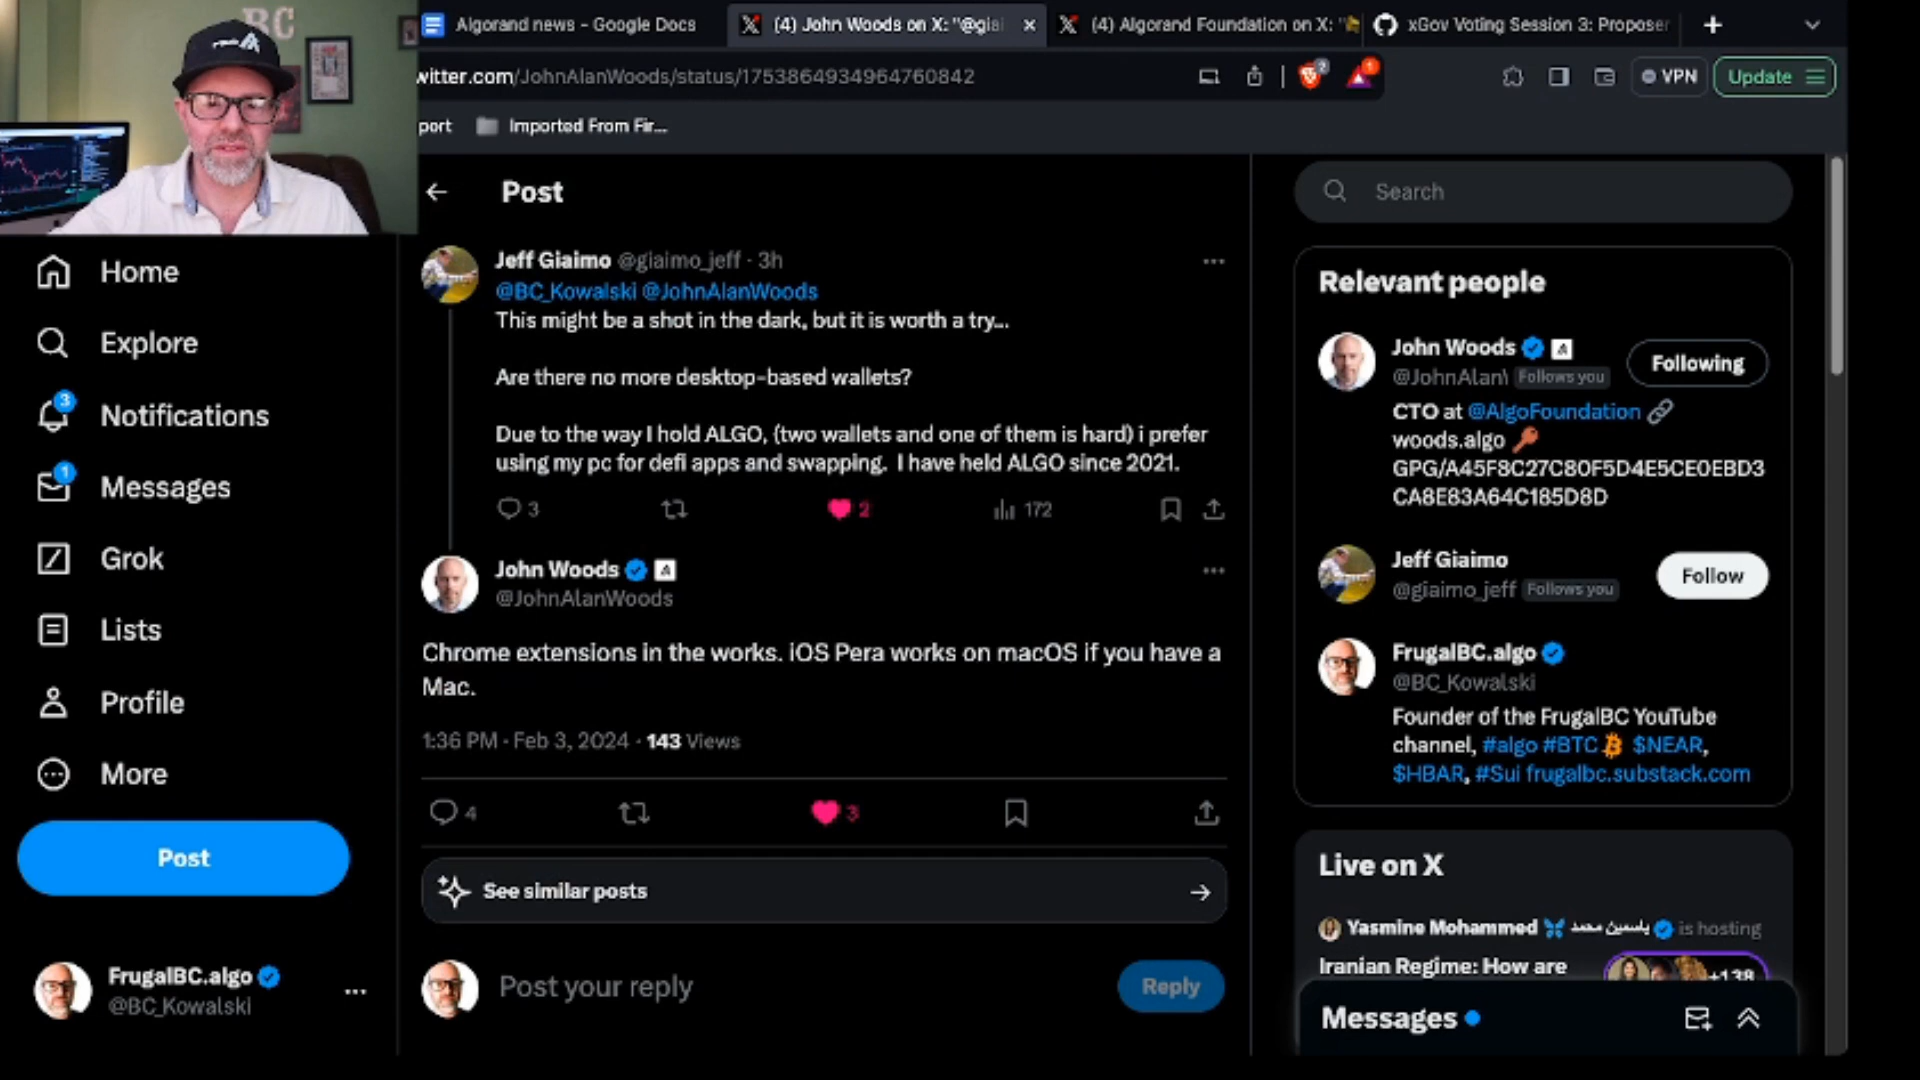 BC
Algorand news - Google Docs
(4) John Woods on X: "@gia
(4) Algorand Foundation on X: "
xGov Voting Session 3: Proposer
witter.com/JohnAlanWoods/status/1753864934964760842
2
1
VPN
Update
port
Imported From Fir...
Home
Explore
3
Notifications
1
Messages
Grok
Lists
Profile
More
Post
FrugalBC.algo
@BC_Kowalski
Post
Jeff Giaimo @giaimo_jeff · 3h
@BC_Kowalski @JohnAlanWoods
This might be a shot in the dark, but it is worth a try...
Are there no more desktop-based wallets?
Due to the way I hold ALGO, (two wallets and one of them is hard) i prefer
using my pc for defi apps and swapping. I have held ALGO since 2021.
3 2 172
John Woods
@JohnAlanWoods
Chrome extensions in the works. iOS Pera works on macOS if you have a
Mac.
1:36 PM · Feb 3, 2024 · 143 Views
4 3
See similar posts
Post your reply
Reply
Search
Relevant people
John Woods
@JohnAlan\ Follows you
Following
CTO at @AlgoFoundation
woods.algo
GPG/A45F8C27C80F5D4E5CE0EBD3
CA8E83A64C185D8D
Jeff Giaimo
@giaimo_jeff Follows you
Follow
FrugalBC.algo
@BC_Kowalski
Founder of the FrugalBC YouTube
channel, #algo #BTC $NEAR,
$HBAR, #Sui frugalbc.substack.com
Live on X
Yasmine Mohammed ياسمين محمد is hosting
Iranian Regime: How are
+138
Messages